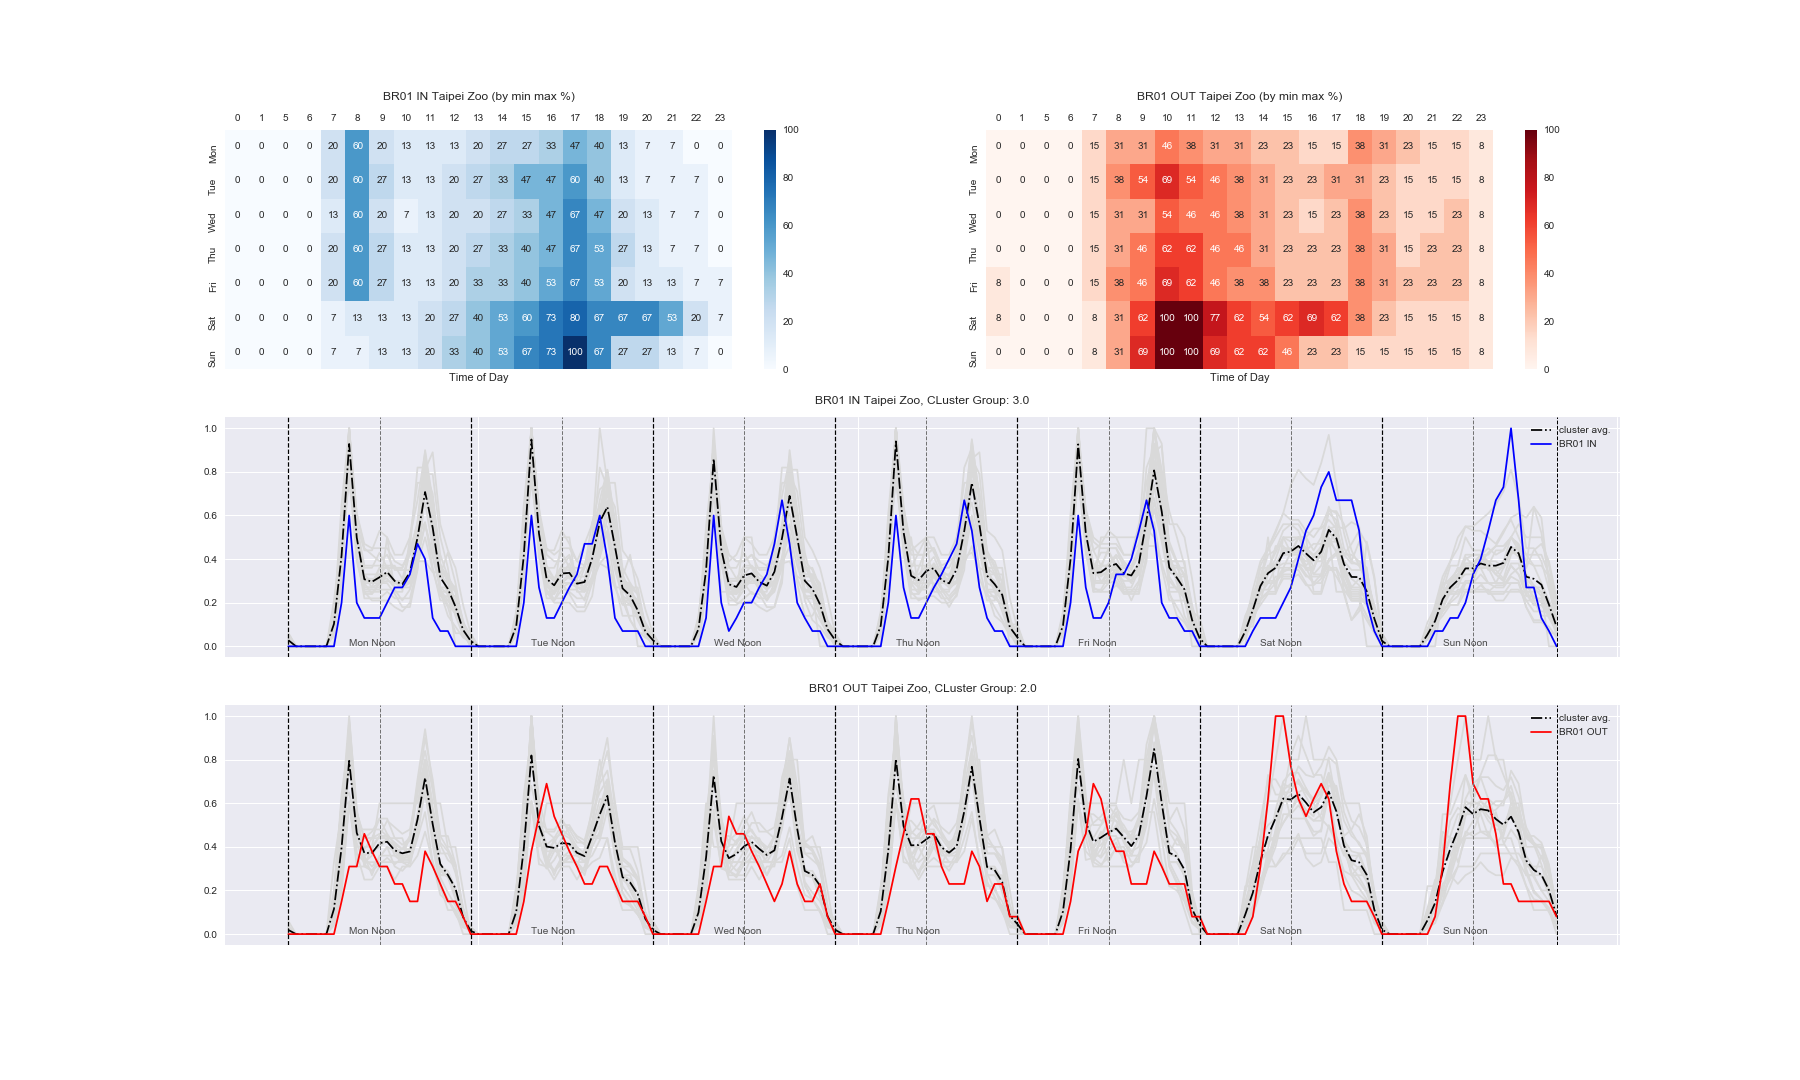 BR01 IN Taipei Zoo (by min max %)
0 1 5 6 7 8 9 10 11 12 13 14 15 16 17 18 19 20 21 22 23
Mon 0 0 0 0 20 60 20 13 13 13 20 27 27 33 47 40 13 7 7 0 0
Tue 0 0 0 0 20 60 27 13 13 20 27 33 47 47 60 40 13 7 7 7 0
Wed 0 0 0 0 13 60 20 7 13 20 20 27 33 47 67 47 20 13 7 7 0
Thu 0 0 0 0 20 60 27 13 13 20 27 33 40 47 67 53 27 13 7 7 0
Fri 0 0 0 0 20 60 27 13 13 20 33 33 40 53 67 53 20 13 13 7 7
Sat 0 0 0 0 7 13 13 13 20 27 40 53 60 73 80 67 67 67 53 20 7
Sun 0 0 0 0 7 7 13 13 20 33 40 53 67 73 100 67 27 27 13 7 0
Time of Day
100
80
60
40
20
0
BR01 OUT Taipei Zoo (by min max %)
0 1 5 6 7 8 9 10 11 12 13 14 15 16 17 18 19 20 21 22 23
Mon 0 0 0 0 15 31 31 46 38 31 31 23 23 15 15 38 31 23 15 15 8
Tue 0 0 0 0 15 38 54 69 54 46 38 31 23 23 31 31 23 15 15 15 8
Wed 0 0 0 0 15 31 31 54 46 46 38 31 23 15 23 38 23 15 15 23 8
Thu 0 0 0 0 15 31 46 62 62 46 46 31 23 23 23 38 31 15 23 23 8
Fri 8 0 0 0 15 38 46 69 62 46 38 38 23 23 23 38 31 23 23 23 8
Sat 8 0 0 0 8 31 62 100 100 77 62 54 62 69 62 38 23 15 15 15 8
Sun 0 0 0 0 8 31 69 100 100 69 62 62 46 23 23 15 15 15 15 15 8
Time of Day
100
80
60
40
20
0
BR01 IN Taipei Zoo, CLuster Group: 3.0
1.0
0.8
0.6
0.4
0.2
0.0
cluster avg.
BR01 IN
Mon Noon Tue Noon Wed Noon Thu Noon Fri Noon Sat Noon Sun Noon
BR01 OUT Taipei Zoo, CLuster Group: 2.0
1.0
0.8
0.6
0.4
0.2
0.0
cluster avg.
BR01 OUT
Mon Noon Tue Noon Wed Noon Thu Noon Fri Noon Sat Noon Sun Noon